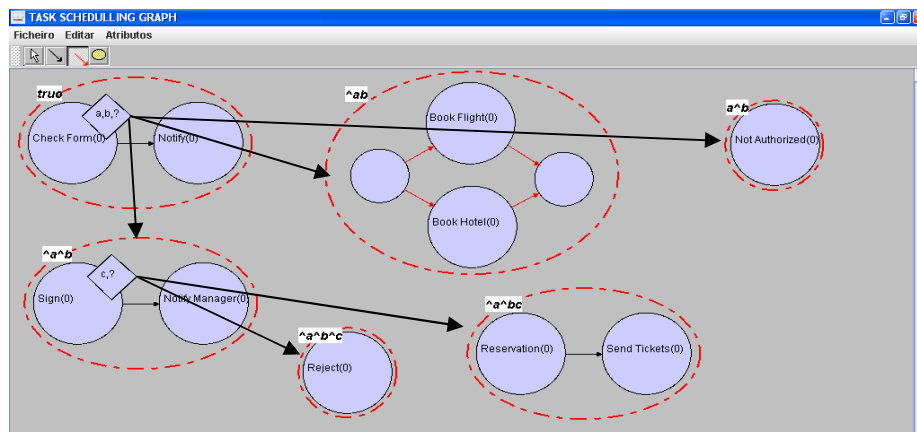 TASK SCHEDULLING GRAPH
Ficheiro Editar Atributos
true
a,b,?
Check Form(0)
Notify(0)
^ab
Book Flight(0)
Book Hotel(0)
a^b
Not Authorized(0)
^a^b
c,?
Sign(0)
Notify Manager(0)
^a^b^c
Reject(0)
^a^bc
Reservation(0)
Send Tickets(0)